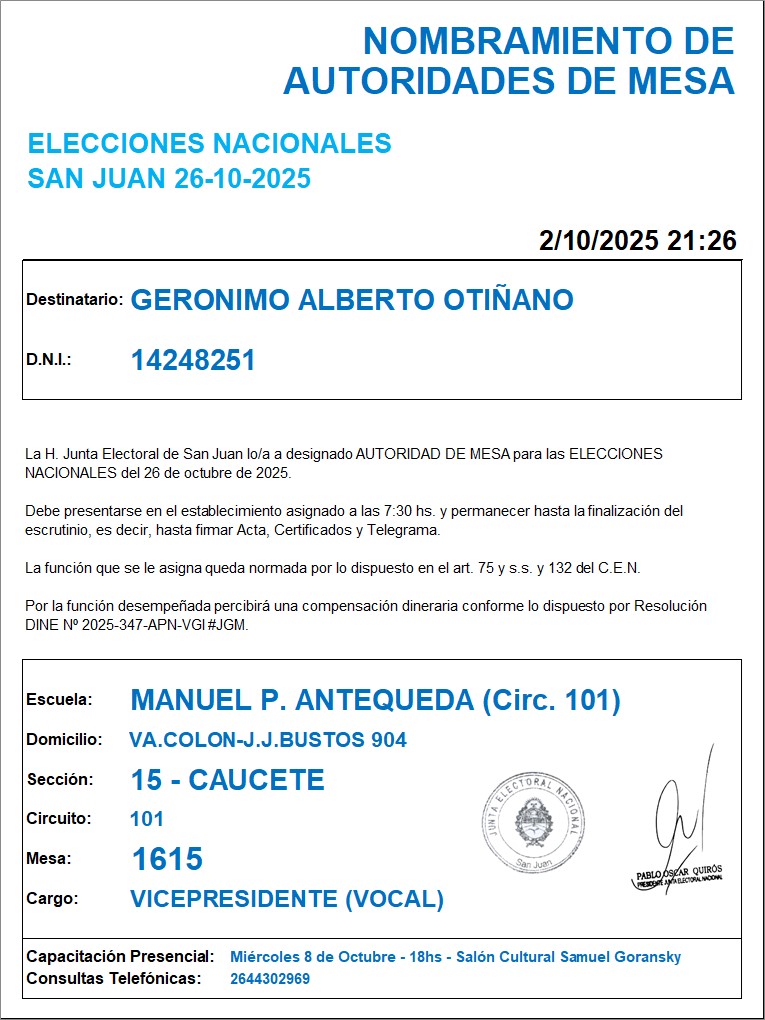 NOMBRAMIENTO DE
AUTORIDADES DE MESA
ELECCIONES NACIONALES
SAN JUAN 26-10-2025
2/10/2025 21:26
Destinatario: GERONIMO ALBERTO OTIÑANO
D.N.I.: 14248251
La H. Junta Electoral de San Juan lo/a a designado AUTORIDAD DE MESA para las ELECCIONES
NACIONALES del 26 de octubre de 2025.
Debe presentarse en el establecimiento asignado a las 7:30 hs. y permanecer hasta la finalización del
escrutinio, es decir, hasta firmar Acta, Certificados y Telegrama.
La función que se le asigna queda normada por lo dispuesto en el art. 75 y s.s. y 132 del C.E.N.
Por la función desempeñada percibirá una compensación dineraria conforme lo dispuesto por Resolución
DINE Nº 2025-347-APN-VGI#JGM.
Escuela: MANUEL P. ANTEQUEDA (Circ. 101)
Domicilio: VA.COLON-J.J.BUSTOS 904
Sección: 15 - CAUCETE
Circuito: 101
Mesa: 1615
Cargo: VICEPRESIDENTE (VOCAL)
JUNTA ELECTORAL NACIONAL
San Juan
PABLO OSCAR QUIRÓS
PRESIDENTE JUNTA ELECTORAL NACIONAL
Capacitación Presencial: Miércoles 8 de Octubre - 18hs - Salón Cultural Samuel Goransky
Consultas Telefónicas: 2644302969